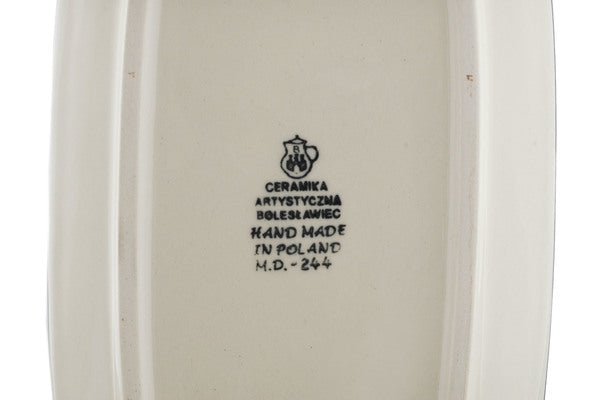 B
CERAMIKA
ARTYSTYCZNA
BOLESŁAWIEC
HAND MADE
IN POLAND
M.D. - 244